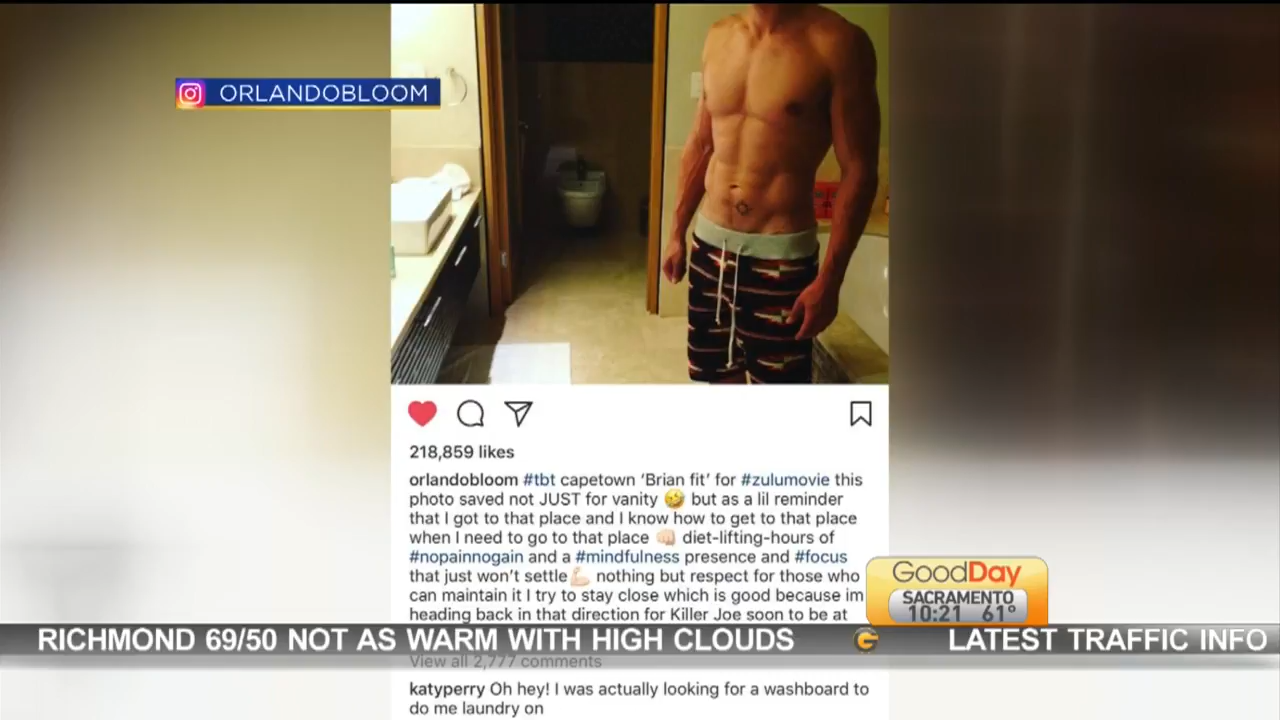 ORLANDOBLOOM
218,859 likes
orlandobloom #tbt capetown ‘Brian fit’ for #zulumovie this
photo saved not JUST for vanity 🤣 but as a lil reminder
that I got to that place and I know how to get to that place
when I need to go to that place 👊🏻 diet-lifting-hours of
#nopainnogain and a #mindfulness presence and #focus
that just won’t settle💪🏻 nothing but respect for those who
can maintain it I try to stay close which is good because im
heading back in that direction for Killer Joe soon to be at
View all 2,777 comments
katyperry Oh hey! I was actually looking for a washboard to
do me laundry on
GoodDay
SACRAMENTO
10:21 61°
RICHMOND 69/50 NOT AS WARM WITH HIGH CLOUDS
LATEST TRAFFIC INFO